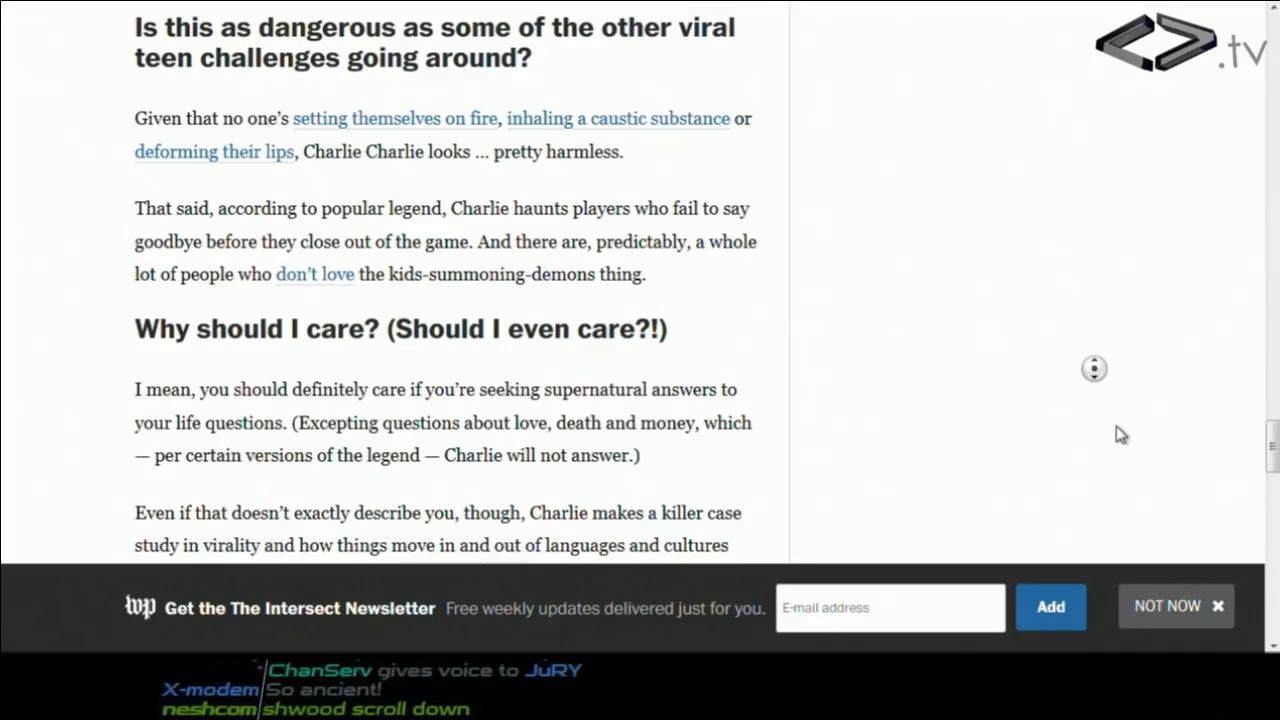 Is this as dangerous as some of the other viral
teen challenges going around?
.tv
Given that no one's setting themselves on fire, inhaling a caustic substance or
deforming their lips, Charlie Charlie looks ... pretty harmless.
That said, according to popular legend, Charlie haunts players who fail to say
goodbye before they close out of the game. And there are, predictably, a whole
lot of people who don't love the kids-summoning-demons thing.
Why should I care? (Should I even care?!)
I mean, you should definitely care if you're seeking supernatural answers to
your life questions. (Excepting questions about love, death and money, which
— per certain versions of the legend — Charlie will not answer.)
Even if that doesn't exactly describe you, though, Charlie makes a killer case
study in virality and how things move in and out of languages and cultures
wp Get the The Intersect Newsletter Free weekly updates delivered just for you. E-mail address Add NOT NOW ×
* ChanServ gives voice to JuRY
X-modem So ancient!
neshcom shwood scroll down